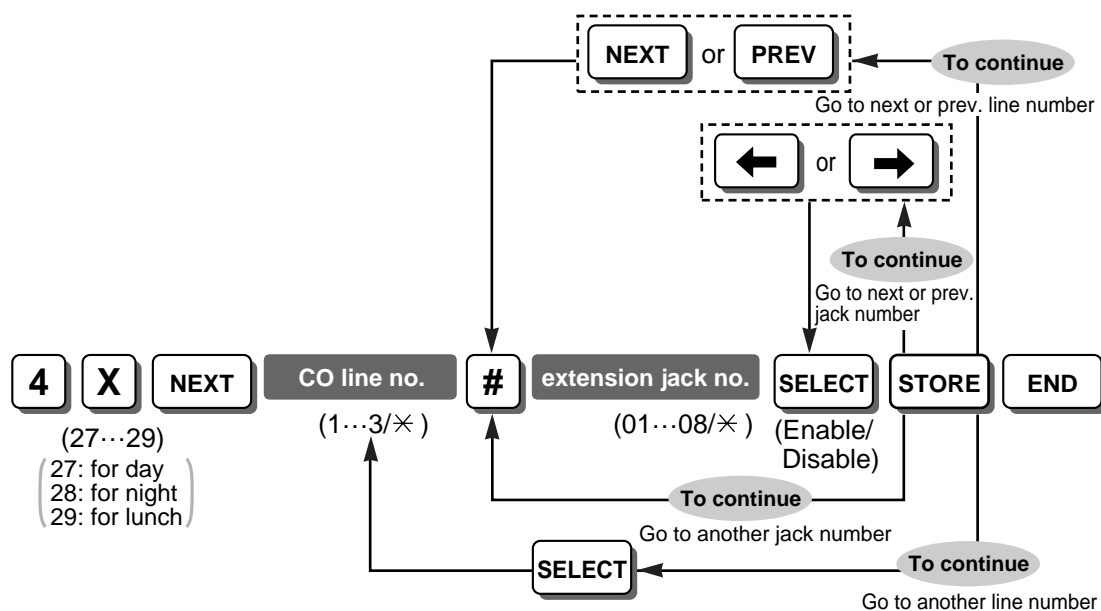 NEXT or PREV
To continue
Go to next or prev. line number
← or →
To continue
Go to next or prev.
jack number
4 X NEXT CO line no. # extension jack no. SELECT STORE END
(27···29)
27: for day
28: for night
29: for lunch
(1···3/✳)
(01···08/✳)
(Enable/
Disable)
To continue
Go to another jack number
SELECT
To continue
Go to another line number